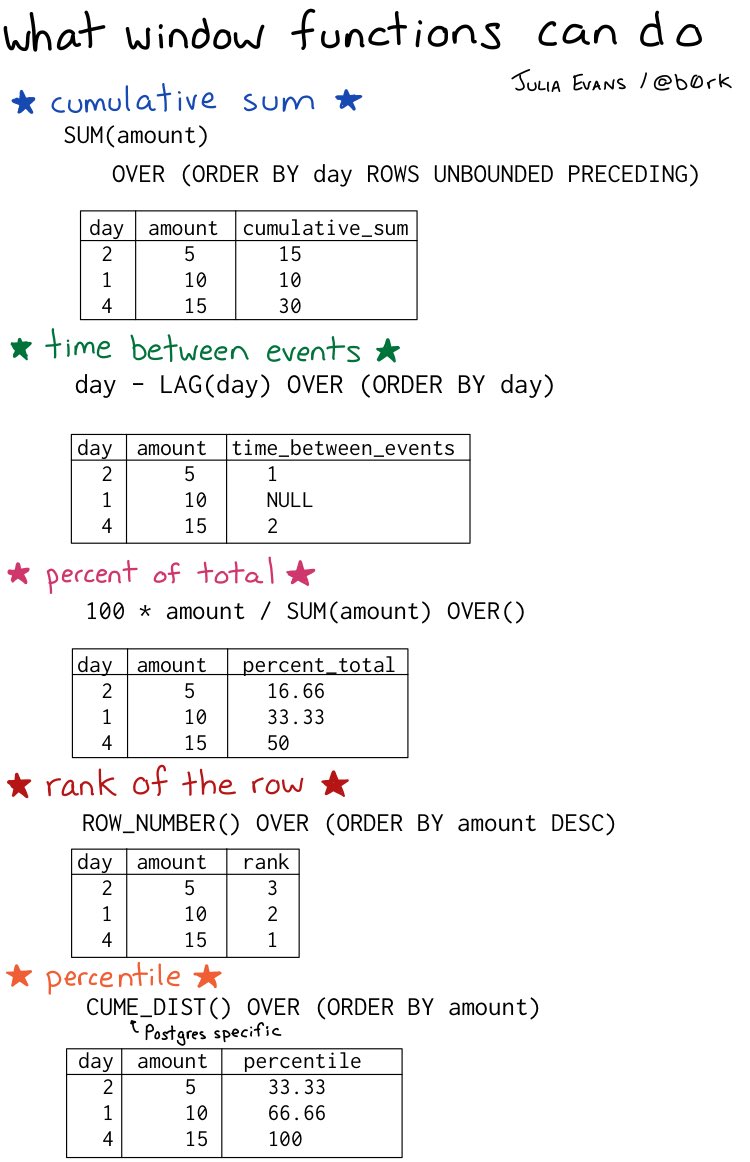 what window functions can do
JULIA EVANS / @b0rk
★ cumulative sum ★
SUM(amount)
OVER (ORDER BY day ROWS UNBOUNDED PRECEDING)
day amount cumulative_sum
2 5 15
1 10 10
4 15 30
★ time between events ★
day - LAG(day) OVER (ORDER BY day)
day amount time_between_events
2 5 1
1 10 NULL
4 15 2
★ percent of total ★
100 * amount / SUM(amount) OVER()
day amount percent_total
2 5 16.66
1 10 33.33
4 15 50
★ rank of the row ★
ROW_NUMBER() OVER (ORDER BY amount DESC)
day amount rank
2 5 3
1 10 2
4 15 1
★ percentile ★
CUME_DIST() OVER (ORDER BY amount)
Postgres specific
day amount percentile
2 5 33.33
1 10 66.66
4 15 100